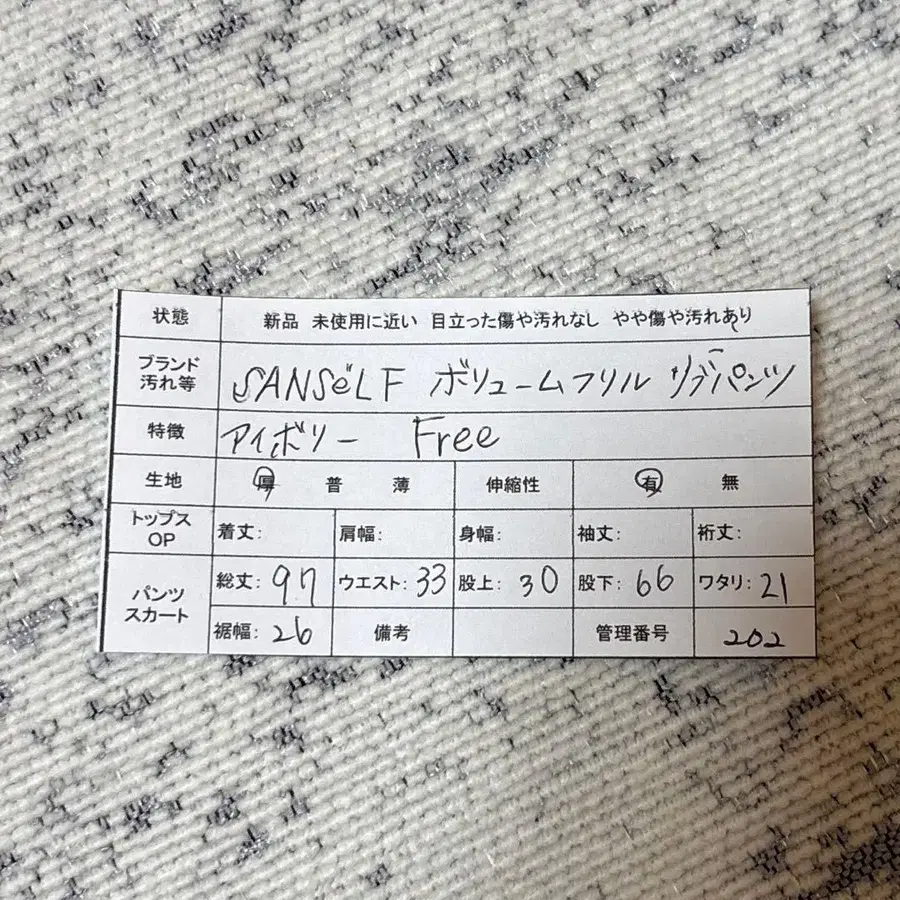 状態 新品 未使用に近い 目立った傷や汚れなし やや傷や汚れあり
ブランド 汚れ等 SANSeLF ボリュームフリル リブパンツ
特徴 アイボリー Free
生地 厚 普 薄 伸縮性 有 無
トップス OP 着丈: 肩幅: 身幅: 袖丈: 裄丈:
パンツ スカート 総丈: 97 ウエスト: 33 股上: 30 股下: 66 ワタリ: 21
裾幅: 26 備考 管理番号 202